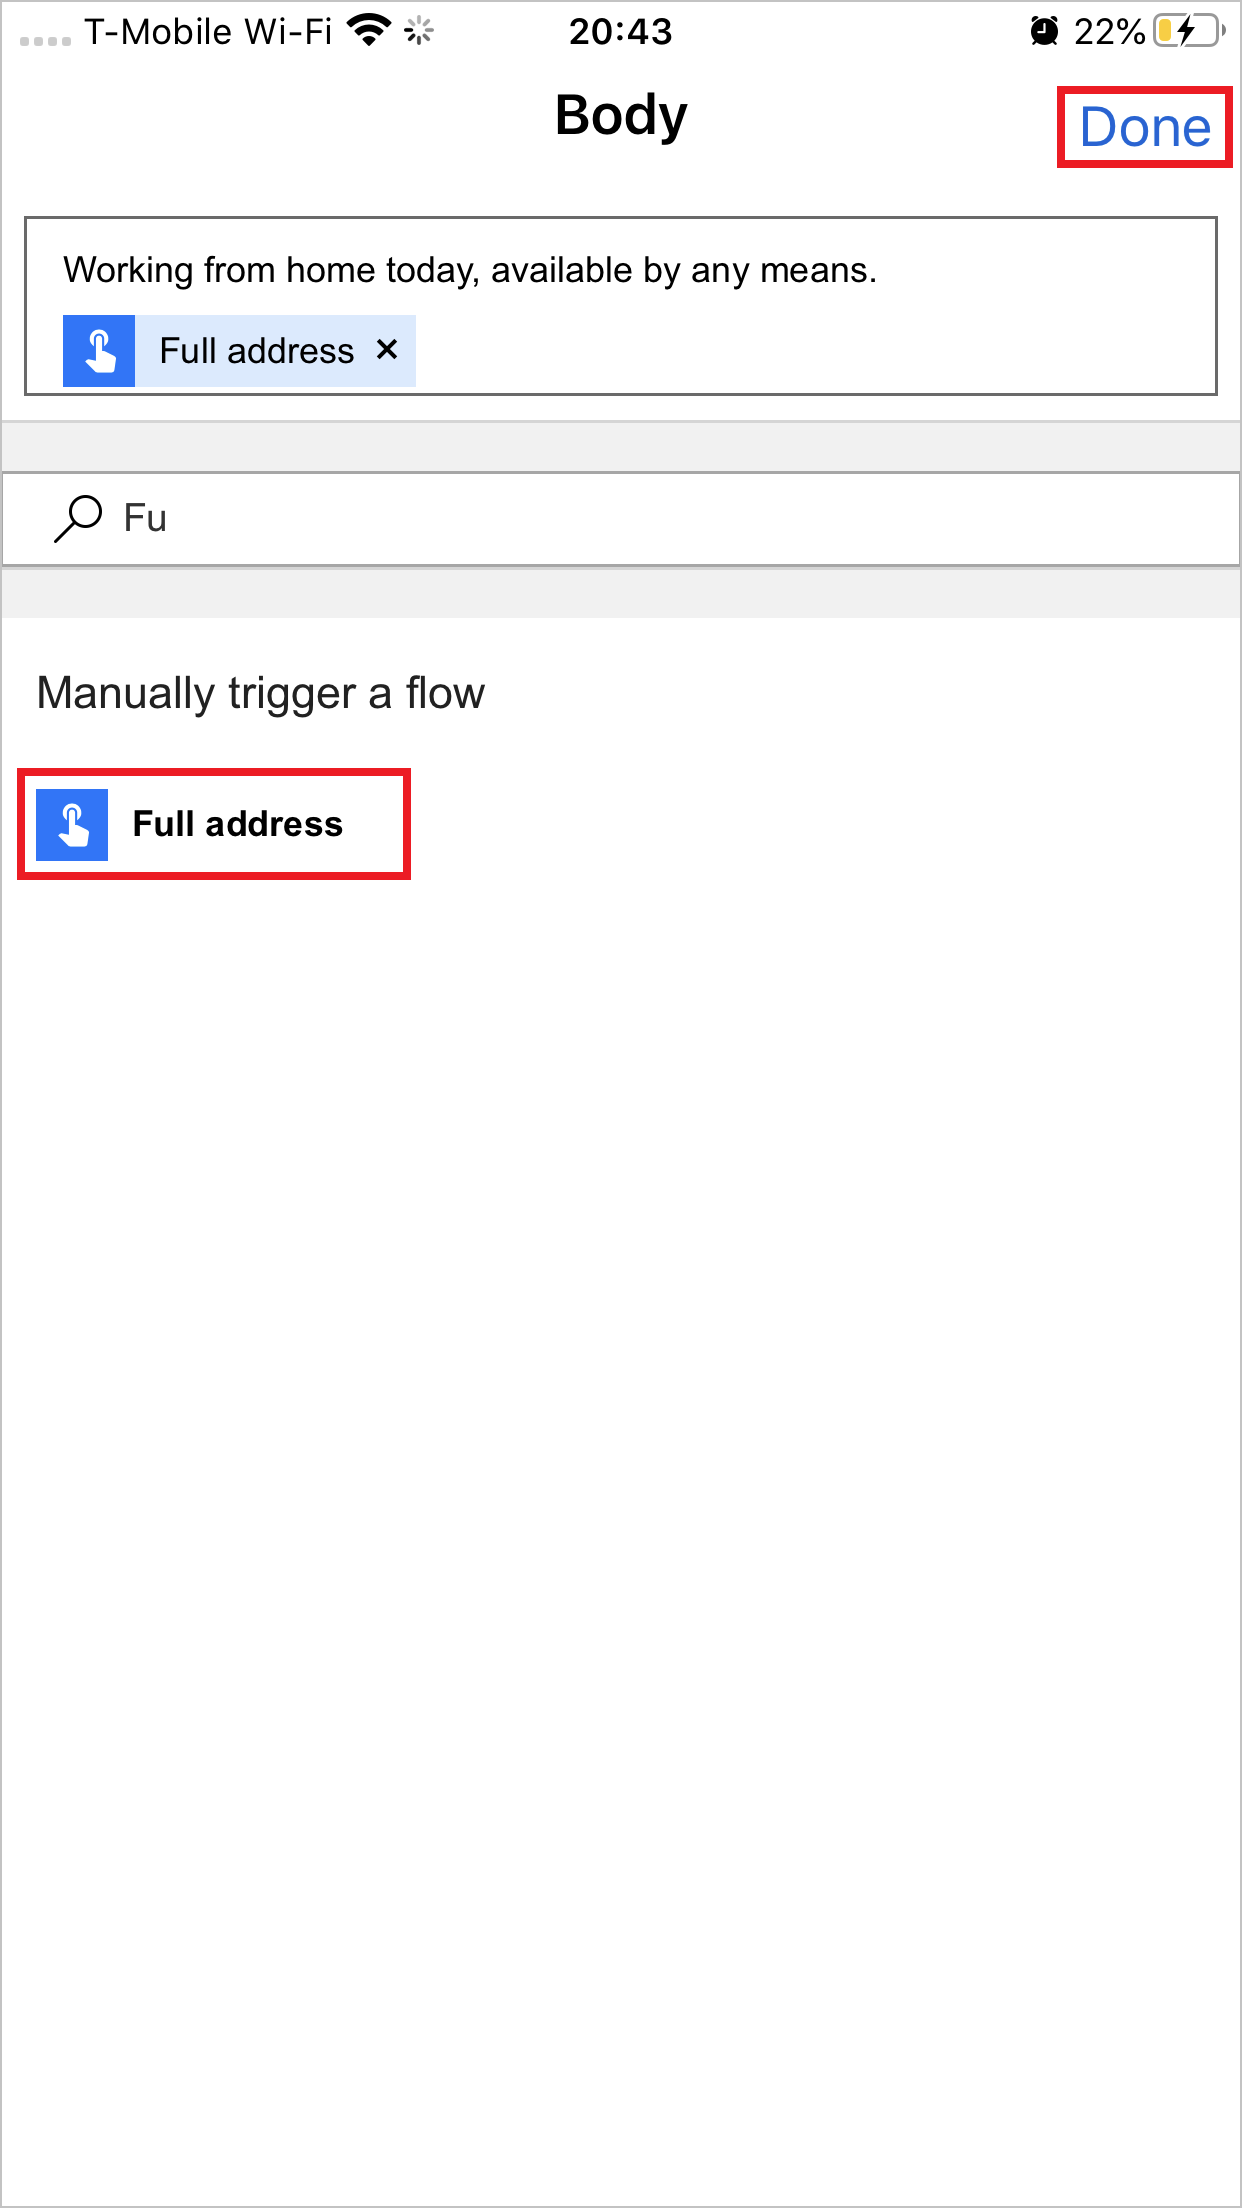 T-Mobile Wi-Fi 20:43 22%
Body
Done
Working from home today, available by any means.
Full address ×
Fu
Manually trigger a flow
Full address